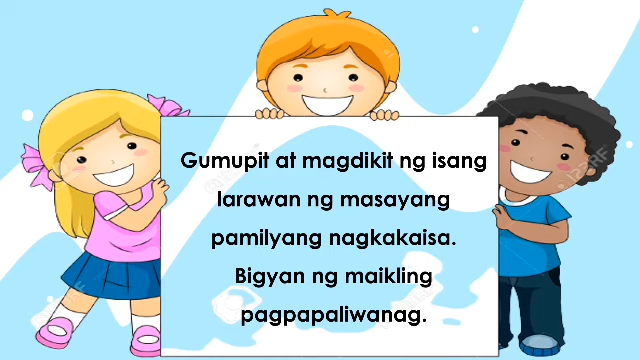 Gumupit at magdikit ng isang
larawan ng masayang
pamilyang nagkakaisa.
Bigyan ng maikling
pagpapaliwanag.